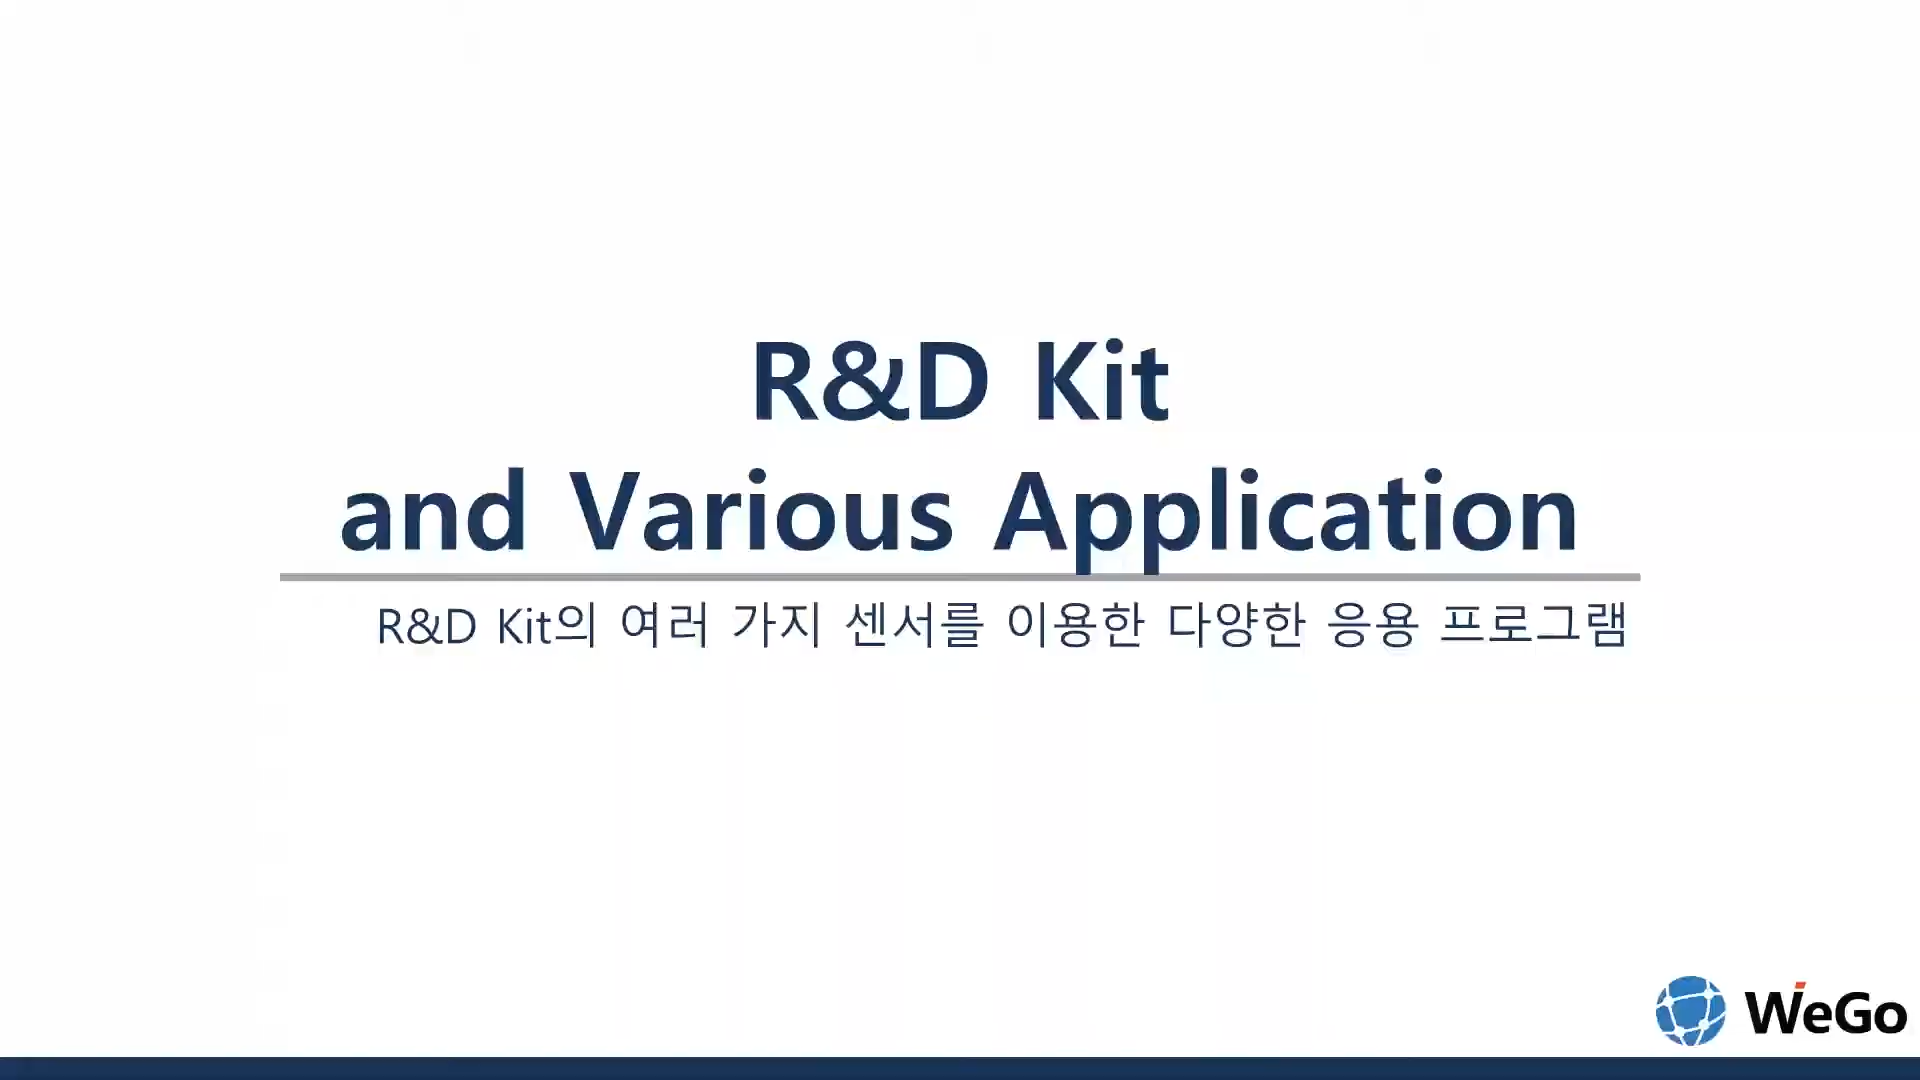 R&D Kit
and Various Application
R&D Kit의 여러 가지 센서를 이용한 다양한 응용 프로그램
WeGo